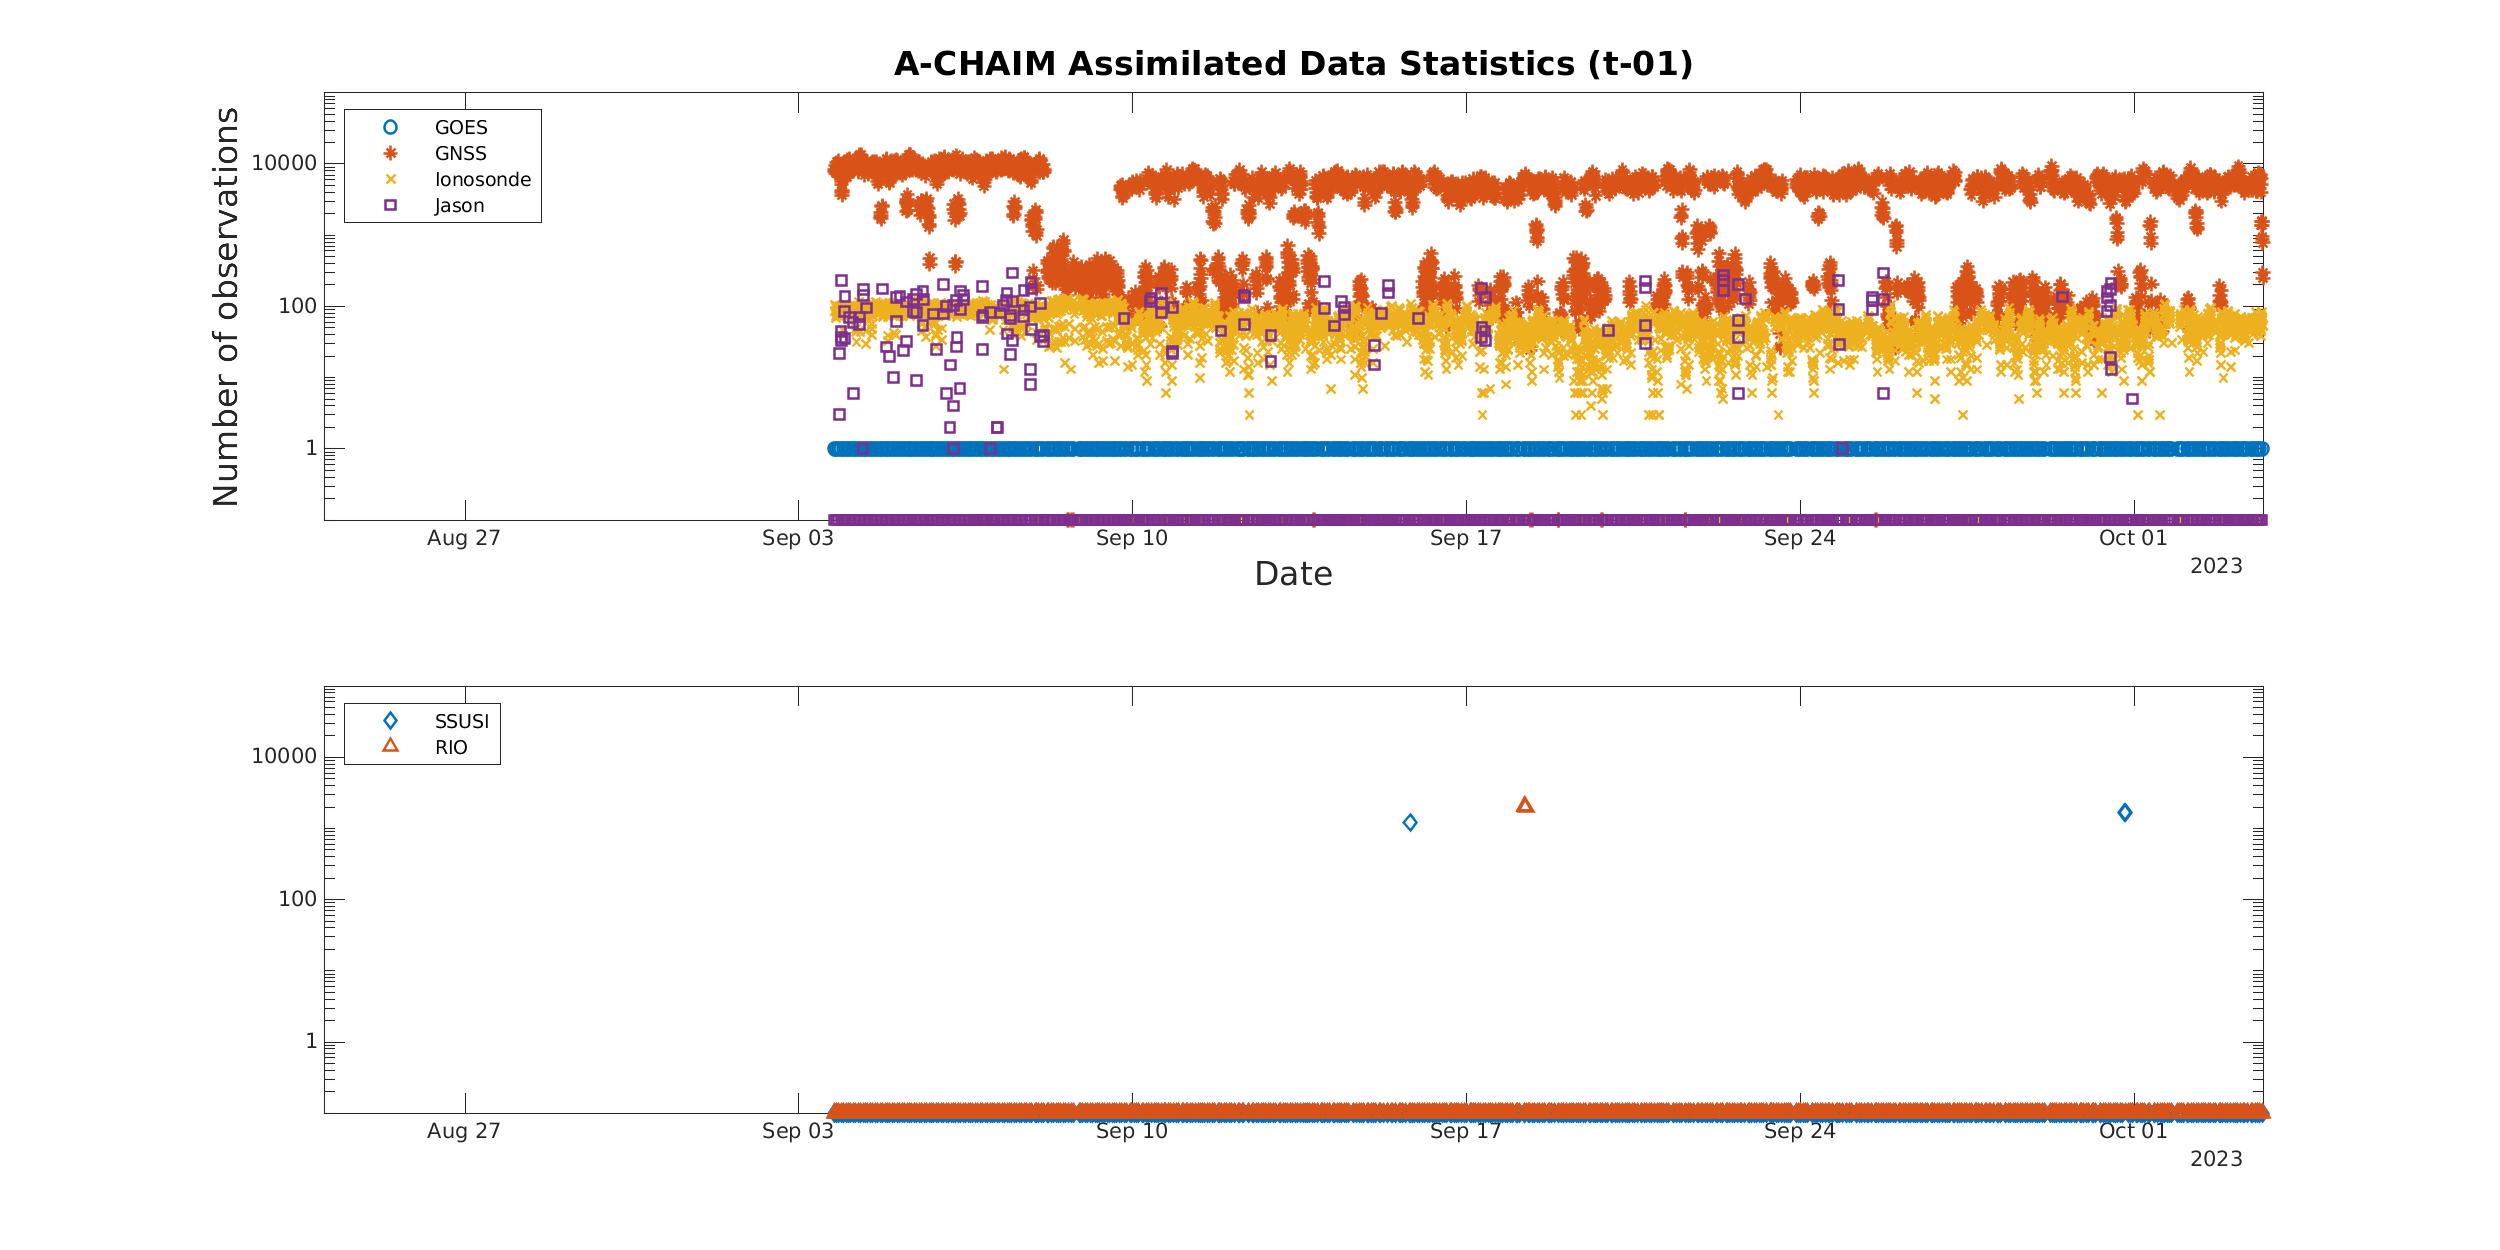 A-CHAIM Assimilated Data Statistics (t-01)
Number of observations
10000
100
1
GOES
GNSS
Ionosonde
Jason
Aug 27
Sep 03
Sep 10
Sep 17
Sep 24
Oct 01
2023
Date
10000
100
1
SSUSI
RIO
Aug 27
Sep 03
Sep 10
Sep 17
Sep 24
Oct 01
2023